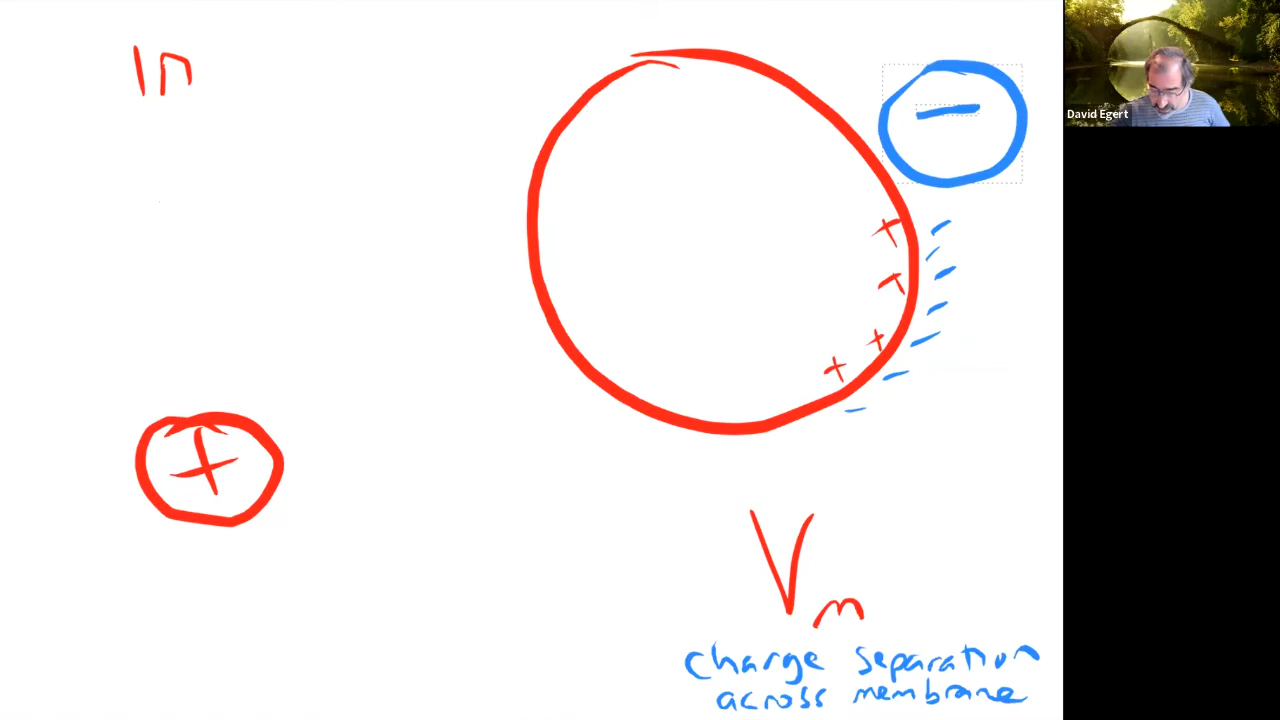 In
David Egert
−
+
−
+
−
−
+
−
−
+
−
−
+
Vm
charge separation
across membrane